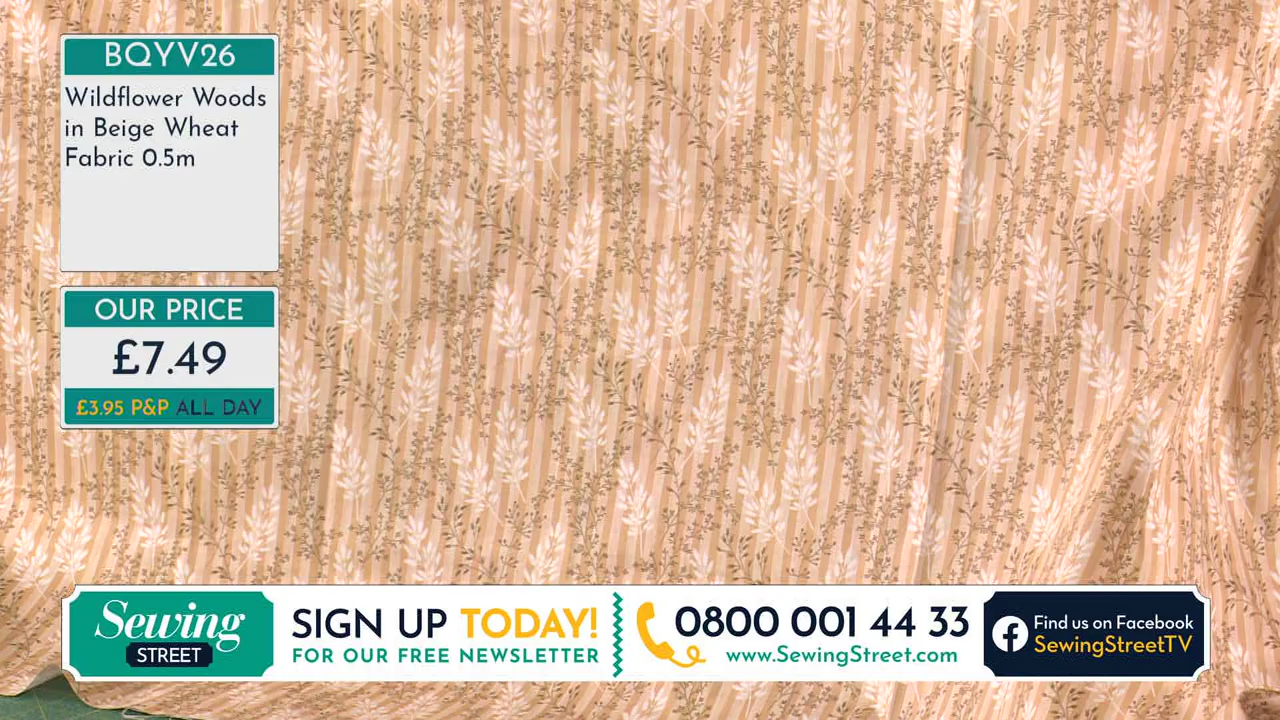 BQYV26
Wildflower Woods
in Beige Wheat
Fabric 0.5m
OUR PRICE
£7.49
£3.95 P&P ALL DAY
Sewing
STREET
SIGN UP TODAY!
FOR OUR FREE NEWSLETTER
0800 001 44 33
www.SewingStreet.com
Find us on Facebook
SewingStreetTV